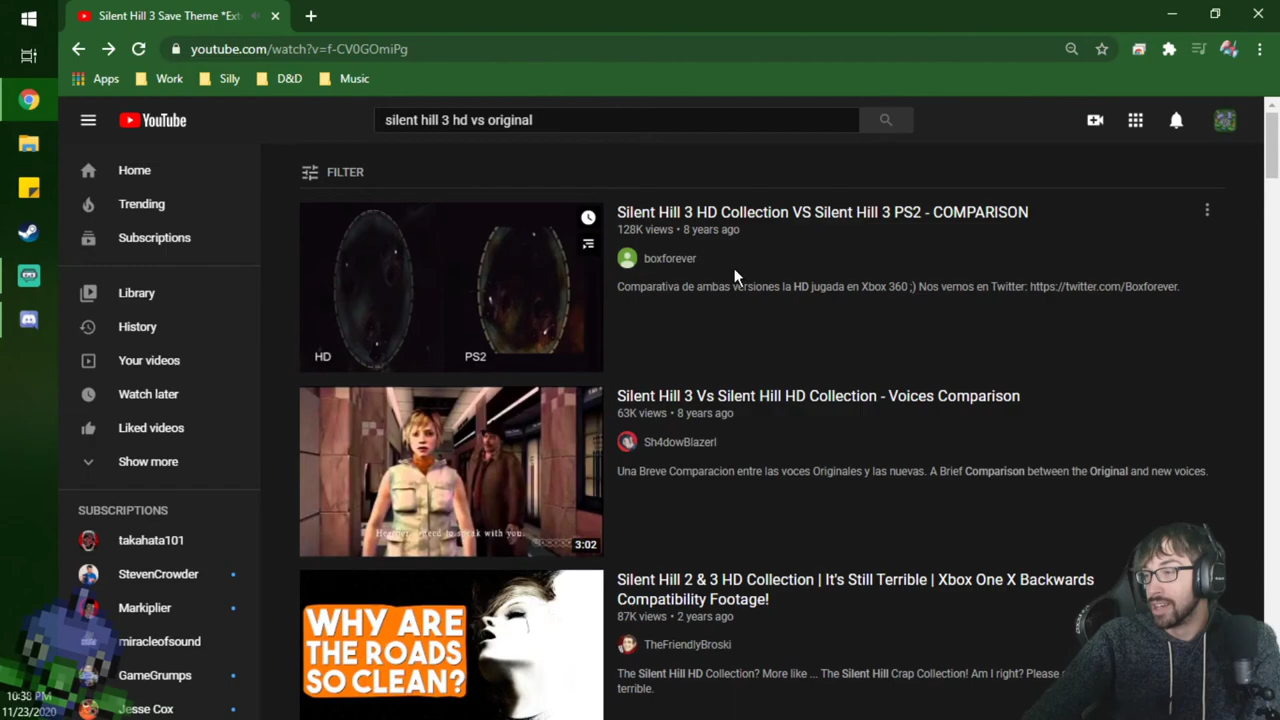 Silent Hill 3 Save Theme *Ext
youtube.com/watch?v=f-CV0GOmiPg
Apps Work Silly D&D Music
YouTube
silent hill 3 hd vs original
Home
Trending
Subscriptions
Library
History
Your videos
Watch later
Liked videos
Show more
SUBSCRIPTIONS
takahata101
StevenCrowder
Markiplier
miracleofsound
GameGrumps
Jesse Cox
FILTER
HD PS2
Silent Hill 3 HD Collection VS Silent Hill 3 PS2 - COMPARISON
128K views • 8 years ago
boxforever
Comparativa de ambas versiones la HD jugada en Xbox 360 ;) Nos vemos en Twitter: https://twitter.com/Boxforever.
Heather, I need to speak with you.
3:02
Silent Hill 3 Vs Silent Hill HD Collection - Voices Comparison
63K views • 8 years ago
Sh4dowBlazerI
Una Breve Comparacion entre las voces Originales y las nuevas. A Brief Comparison between the Original and new voices.
WHY ARE
THE ROADS
SO CLEAN?
Silent Hill 2 & 3 HD Collection | It's Still Terrible | Xbox One X Backwards
Compatibility Footage!
87K views • 2 years ago
TheFriendlyBroski
The Silent Hill HD Collection? More like ... The Silent Hill Crap Collection! Am I right? Please
terrible.
10:38 PM
11/23/2020